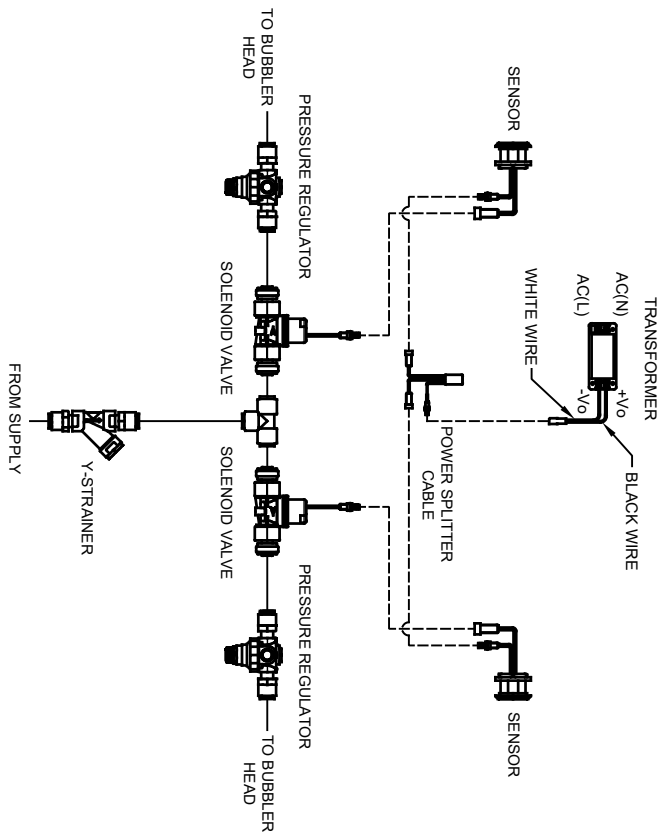 TRANSFORMER
AC(N)
AC(L)
+Vo
-Vo
WHITE WIRE
BLACK WIRE
SENSOR
SENSOR
POWER SPLITTER
CABLE
TO BUBBLER
HEAD
PRESSURE REGULATOR
SOLENOID VALVE
SOLENOID VALVE
PRESSURE REGULATOR
TO BUBBLER
HEAD
Y-STRAINER
FROM SUPPLY